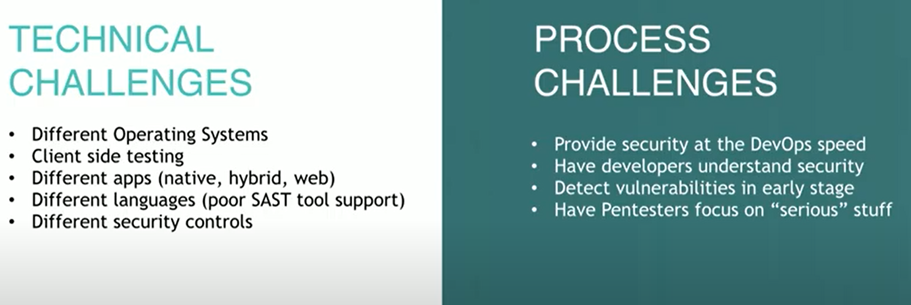 TECHNICAL
CHALLENGES
• Different Operating Systems
• Client side testing
• Different apps (native, hybrid, web)
• Different languages (poor SAST tool support)
• Different security controls
PROCESS
CHALLENGES
• Provide security at the DevOps speed
• Have developers understand security
• Detect vulnerabilities in early stage
• Have Pentesters focus on “serious” stuff